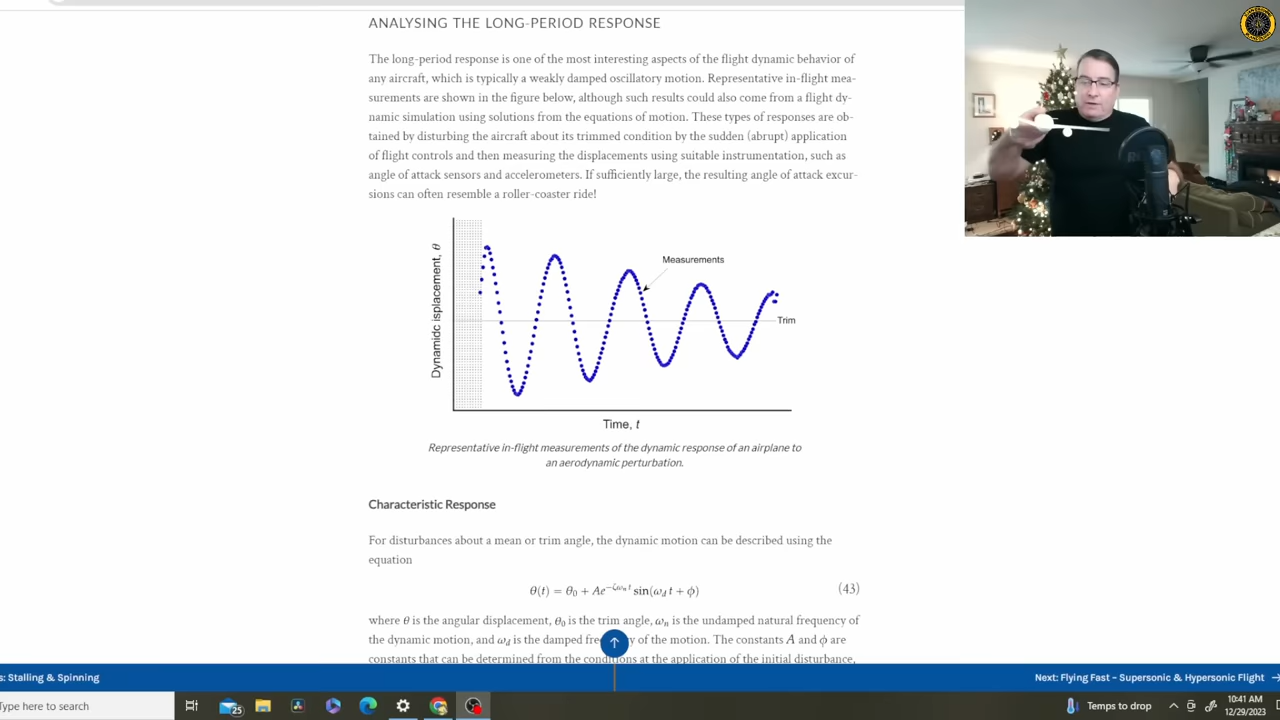 ANALYSING THE LONG-PERIOD RESPONSE
The long-period response is one of the most interesting aspects of the flight dynamic behavior of
any aircraft, which is typically a weakly damped oscillatory motion. Representative in-flight mea-
surements are shown in the figure below, although such results could also come from a flight dy-
namic simulation using solutions from the equations of motion. These types of responses are ob-
tained by disturbing the aircraft about its trimmed condition by the sudden (abrupt) application
of flight controls and then measuring the displacements using suitable instrumentation, such as
angle of attack sensors and accelerometers. If sufficiently large, the resulting angle of attack excur-
sions can often resemble a roller-coaster ride!
Dynamidc isplacement, θ
Measurements
Trim
Time, t
Representative in-flight measurements of the dynamic response of an airplane to
an aerodynamic perturbation.
Characteristic Response
For disturbances about a mean or trim angle, the dynamic motion can be described using the
equation
θ(t) = θ₀ + Ae^{−ζωₙt} sin(ω_d t + ϕ) (43)
where θ is the angular displacement, θ₀ is the trim angle, ωₙ is the undamped natural frequency of
the dynamic motion, and ω_d is the damped fre y of the motion. The constants A and ϕ are
constants that can be determined from the conditions at the application of the initial disturbance,
s: Stalling & Spinning
Next: Flying Fast – Supersonic & Hypersonic Flight →
Type here to search
25
Temps to drop
10:41 AM
12/29/2023